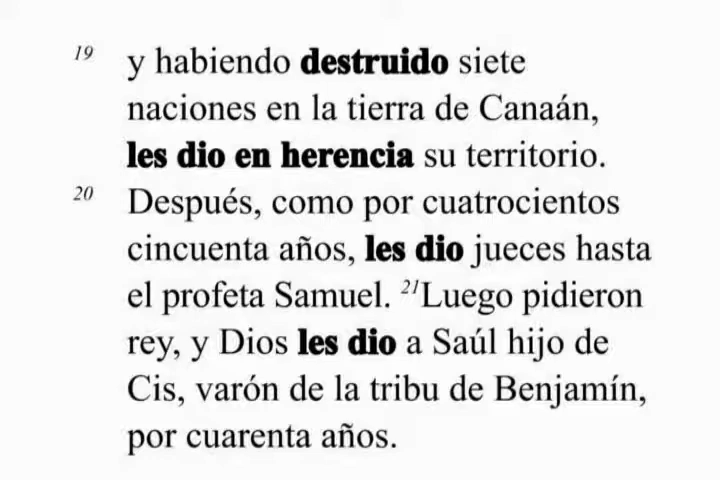 19 y habiendo destruido siete
naciones en la tierra de Canaán,
les dio en herencia su territorio.
20 Después, como por cuatrocientos
cincuenta años, les dio jueces hasta
el profeta Samuel. 21Luego pidieron
rey, y Dios les dio a Saúl hijo de
Cis, varón de la tribu de Benjamín,
por cuarenta años.